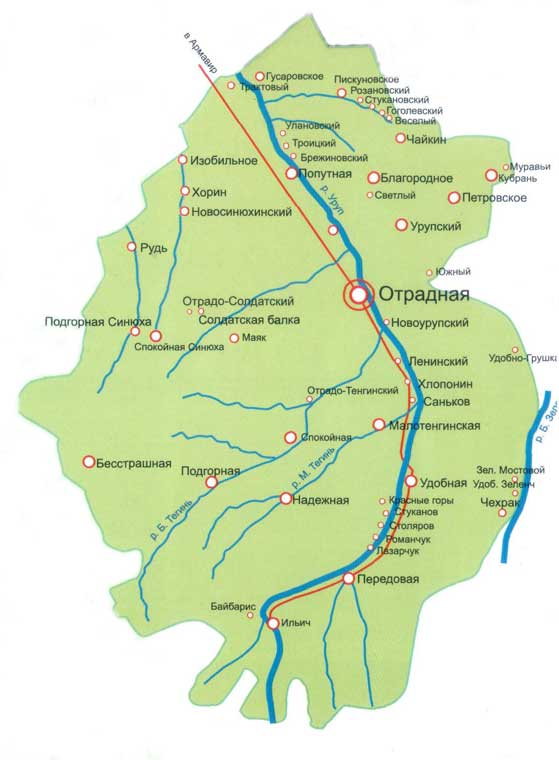 в Армавир
Гусаровское
Трактовый
Пискуновское
Розановский
Стукановский
Гоголевский
Веселый
Улановский
Троицкий
Брежиновский
Чайкин
Изобильное
Попутная
Благородное
Муравьи
Кубрань
Хорин
р. Уруп
Светлый
Петровское
Новосинюхинский
Урупский
Рудь
Южный
Отрадо-Солдатский
Отрадная
Солдатская балка
Подгорная Синюха
Новоурупский
Спокойная Синюха
Маяк
Удобно-Грушка
Ленинский
Хлопонин
Отрадо-Тенгинский
Саньков
р. Б. Зеле
Малотенгинская
Спокойная
Бесстрашная
Подгорная
р. М. Тегинь
Удобная
Зел. Мостовой
Удоб. Зеленч
Чехрак
Надежная
Красные горы
р. Б. Тегинь
Стуканов
Столяров
Романчук
Лазарчук
Передовая
Байбарис
Ильич